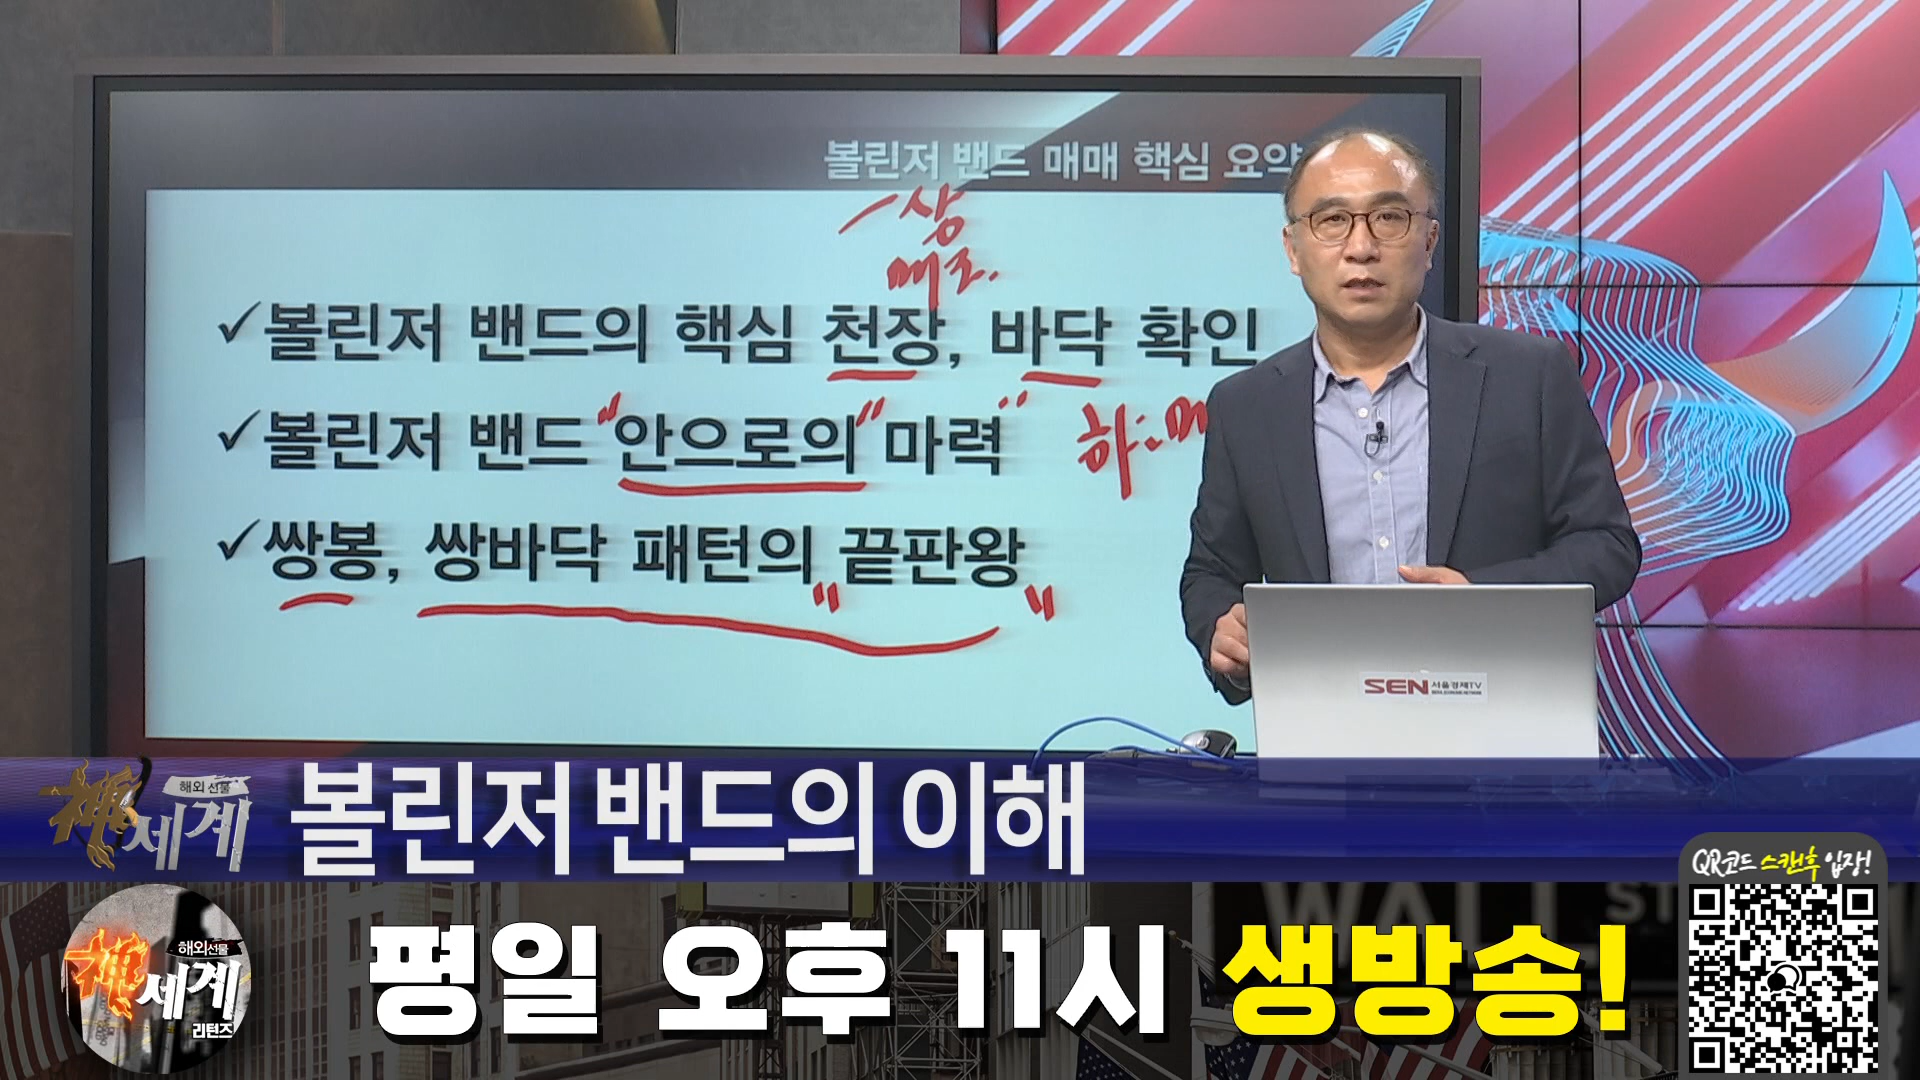 볼린저 밴드 매매 핵심 요약
상
매도.
✓볼린저 밴드의 핵심 천장, 바닥 확인
✓볼린저 밴드 "안으로의" 마력
하:매
✓쌍봉, 쌍바닥 패턴의 "끝판왕"
SEN 서울경제TV
SEOUL ECONOMIC NETWORK
해외선물
神세계
볼린저 밴드의 이해
QR코드 스캔후 입장!
WALL ST
해외선물
神세계
리턴즈
평일 오후 11시 생방송!